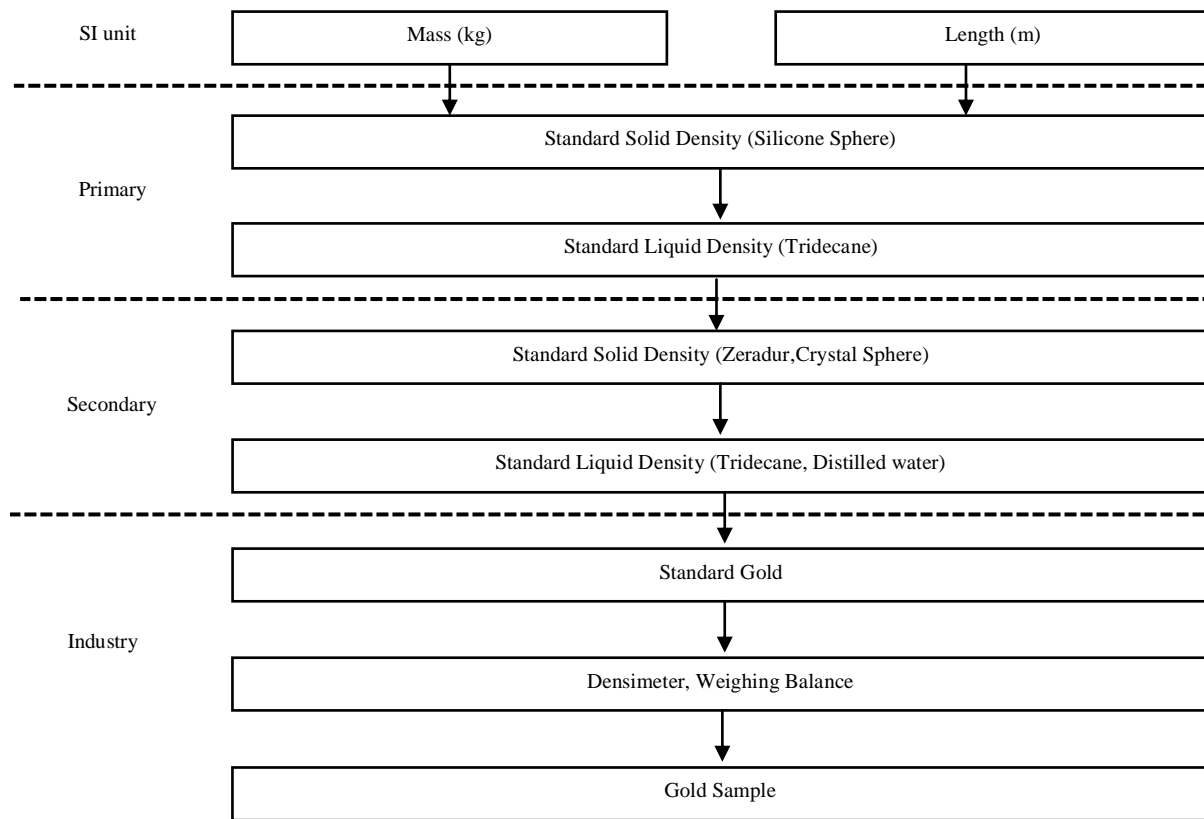 SI unit
Mass (kg)
Length (m)
Standard Solid Density (Silicone Sphere)
Primary
Standard Liquid Density (Tridecane)
Standard Solid Density (Zeradur,Crystal Sphere)
Secondary
Standard Liquid Density (Tridecane, Distilled water)
Standard Gold
Industry
Densimeter, Weighing Balance
Gold Sample